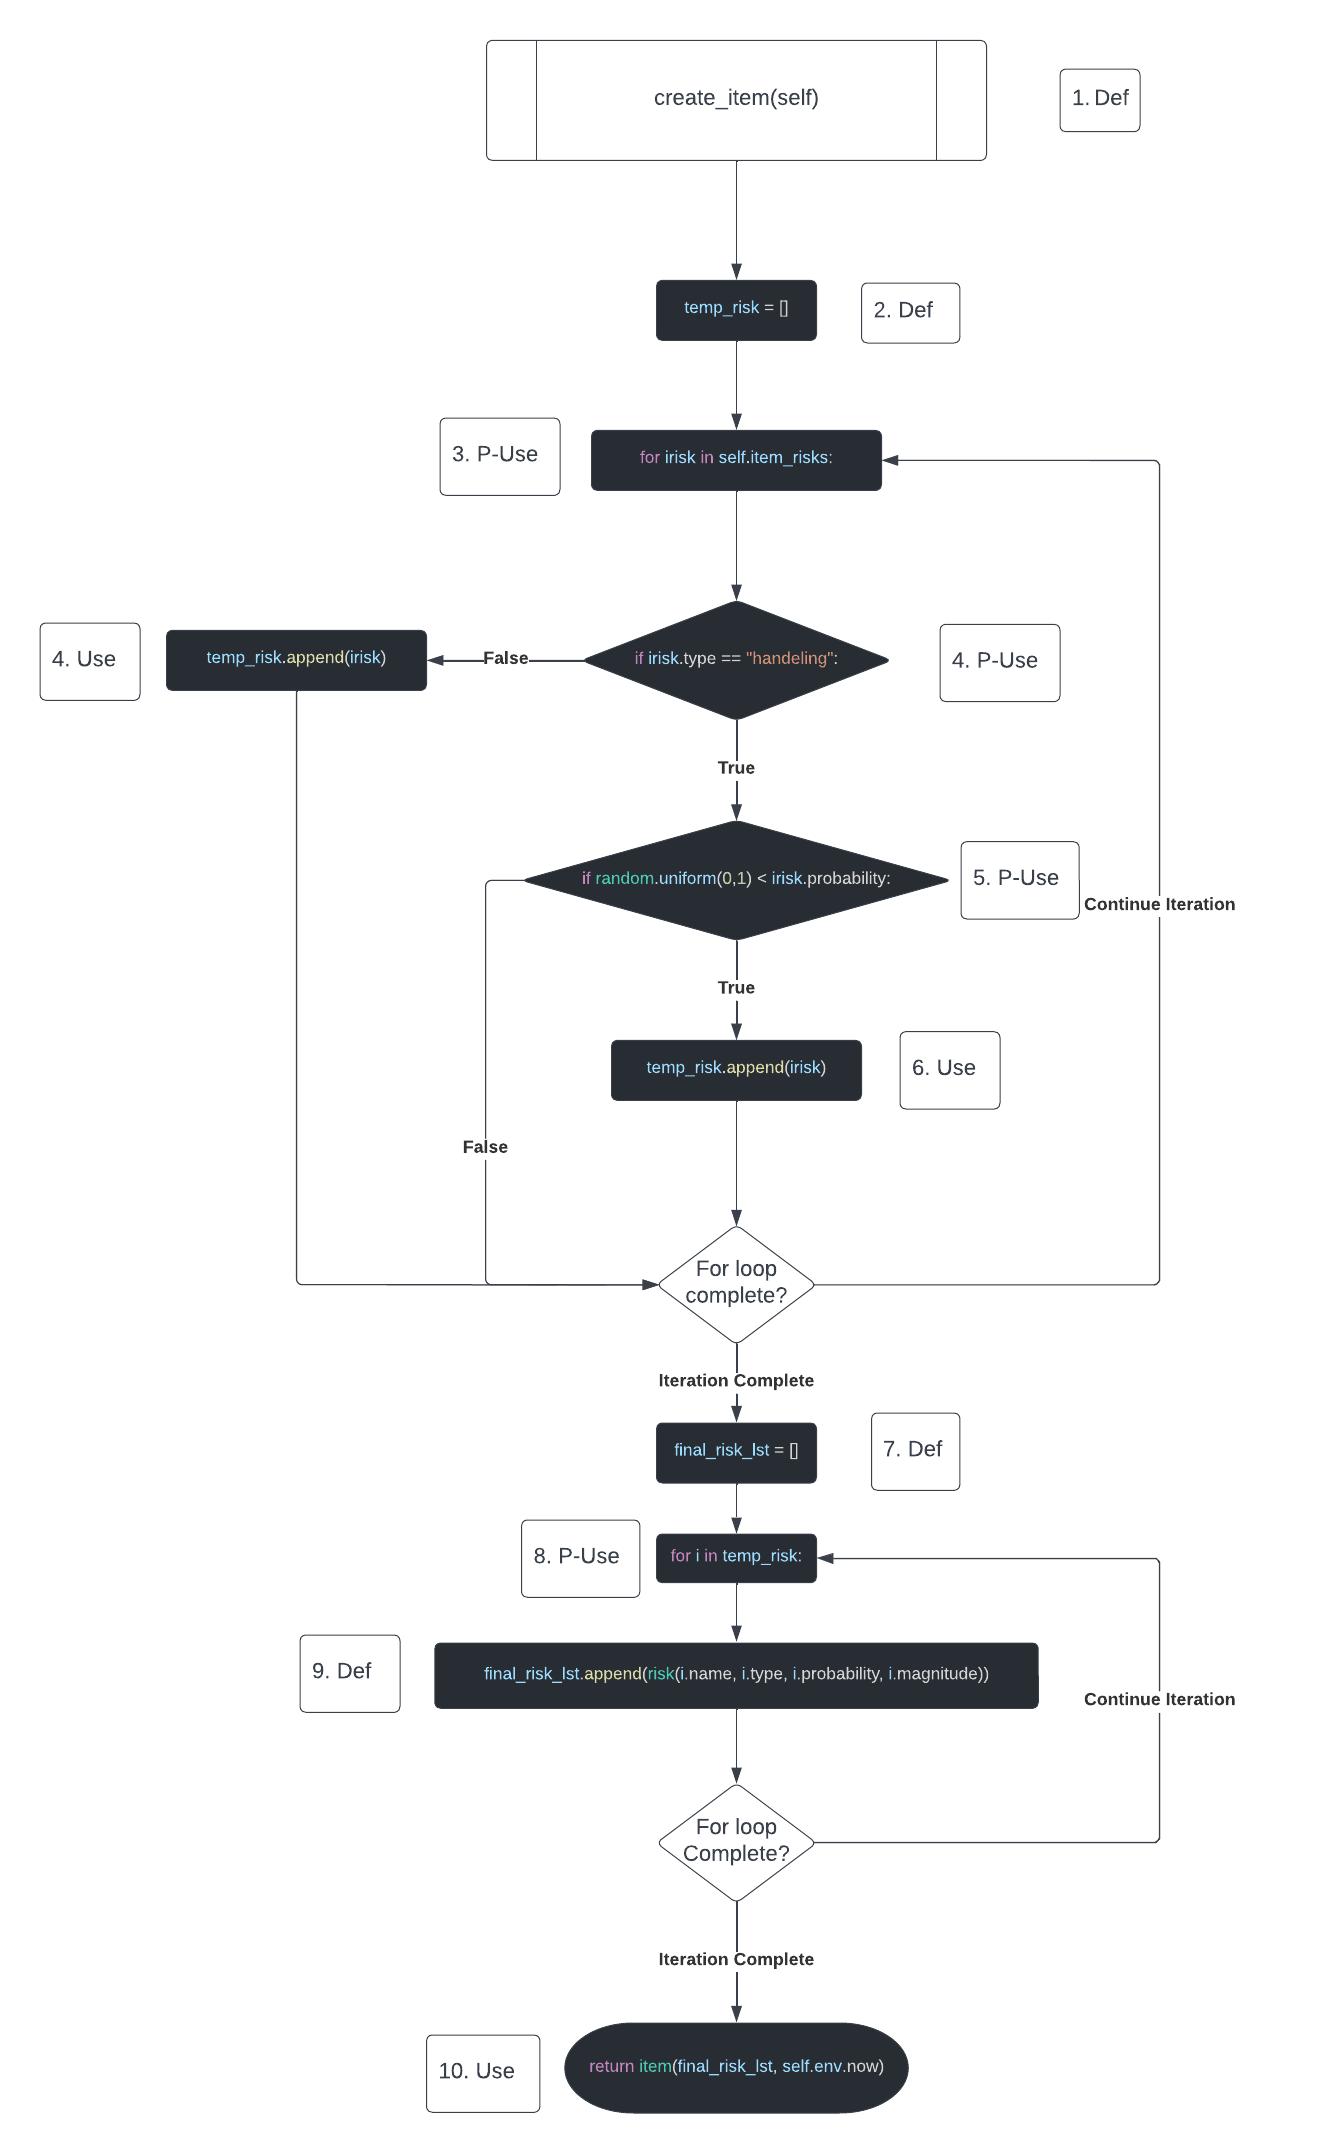 create_item(self)
1. Def
temp_risk = []
2. Def
3. P-Use
for irisk in self.item_risks:
4. Use
temp_risk.append(irisk)
False
if irisk.type == "handeling":
4. P-Use
True
if random.uniform(0,1) < irisk.probability:
5. P-Use
Continue Iteration
True
temp_risk.append(irisk)
6. Use
False
For loop
complete?
Iteration Complete
final_risk_lst = []
7. Def
8. P-Use
for i in temp_risk:
9. Def
final_risk_lst.append(risk(i.name, i.type, i.probability, i.magnitude))
Continue Iteration
For loop
Complete?
Iteration Complete
10. Use
return item(final_risk_lst, self.env.now)